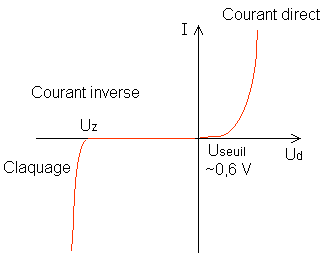 Courant direct
I
Courant inverse
Uz
Claquage
Useuil
~0,6 V
Ud